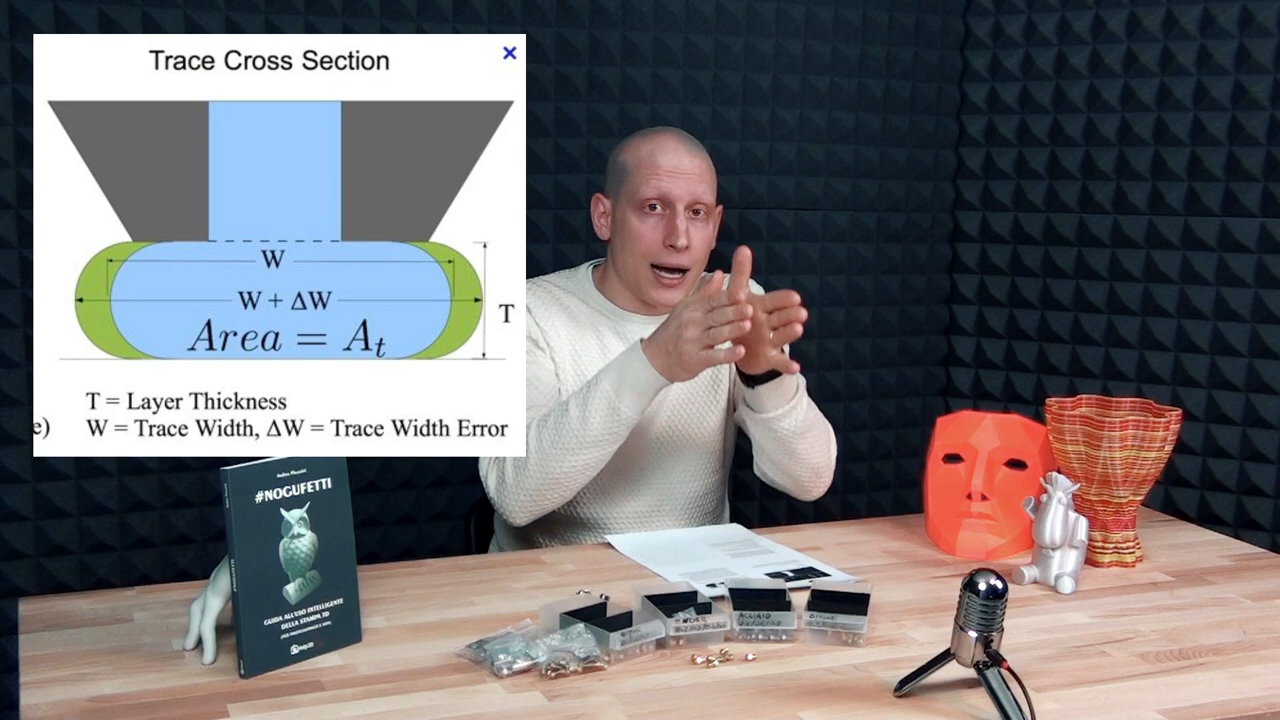 Trace Cross Section
×
W
W + ΔW
T
Area = At
T = Layer Thickness
e)
W = Trace Width, ΔW = Trace Width Error
#NOGUFETTI
GUIDA ALL'USO INTELLIGENTE
DELLA STAMPA 3D
ACCIAIO